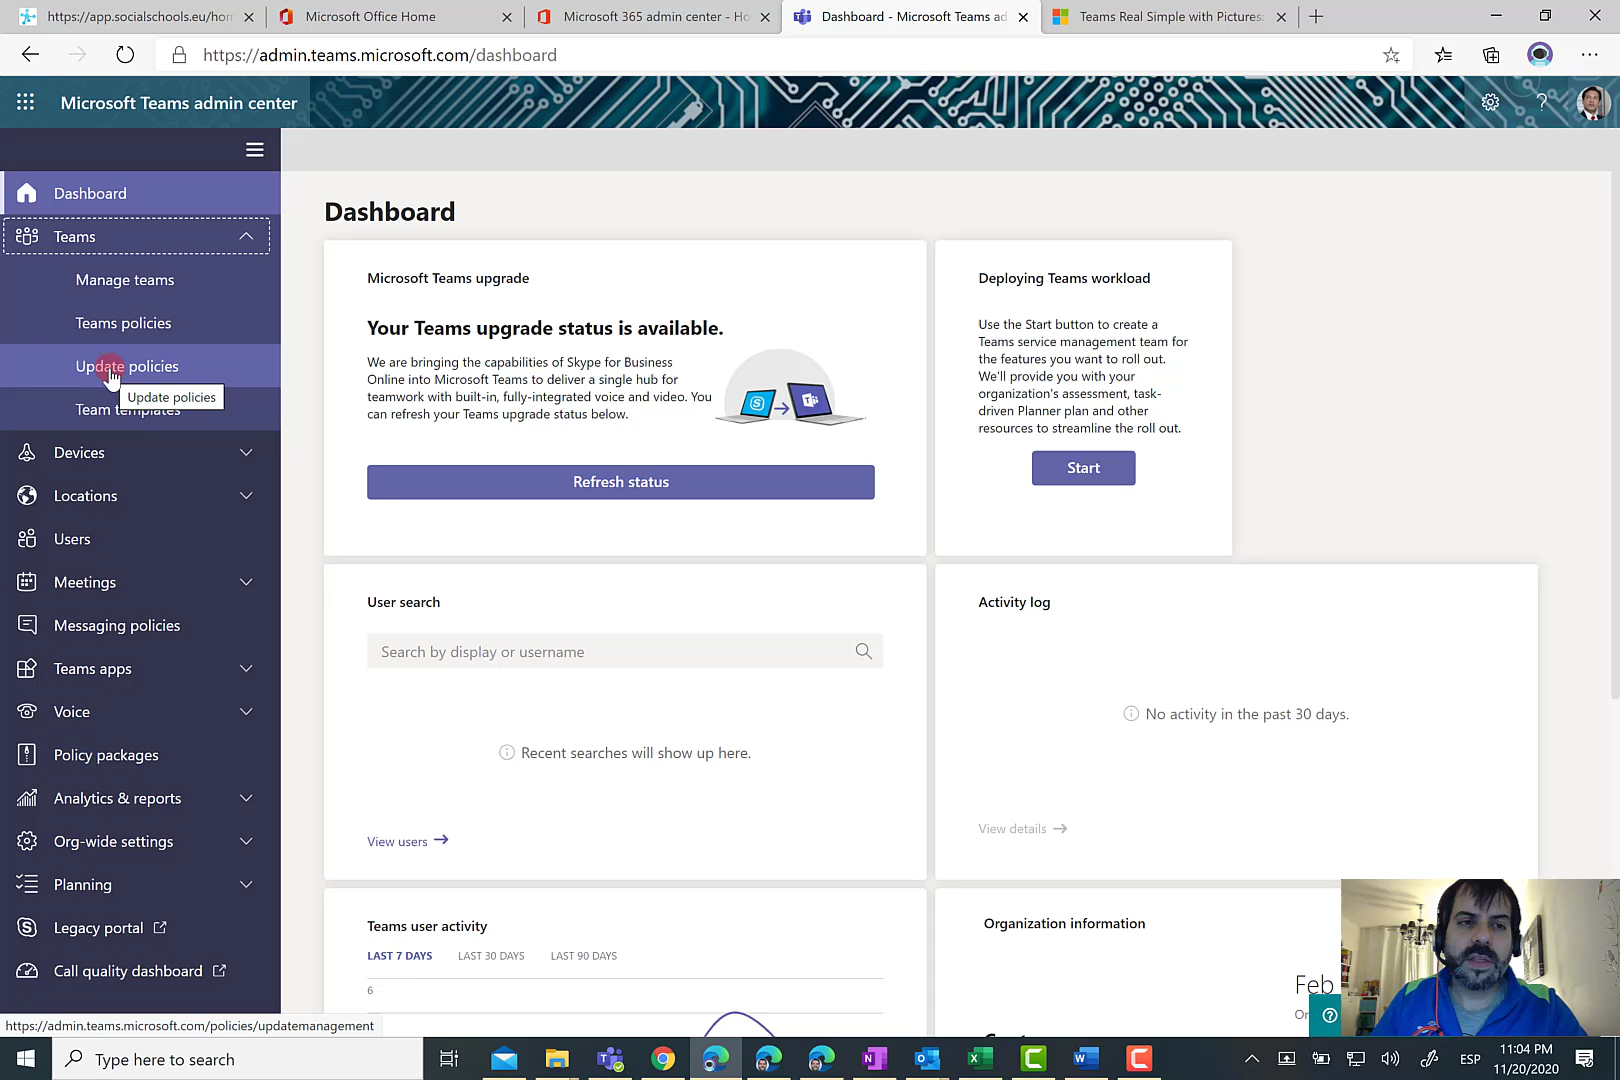 https://app.socialschools.eu/hom
Microsoft Office Home
Microsoft 365 admin center - Ho
Dashboard - Microsoft Teams ad
Teams Real Simple with Pictures:
https://admin.teams.microsoft.com/dashboard
Microsoft Teams admin center
Dashboard
Teams
Manage teams
Teams policies
Update policies
Update policies
Team templates
Devices
Locations
Users
Meetings
Messaging policies
Teams apps
Voice
Policy packages
Analytics & reports
Org-wide settings
Planning
Legacy portal
Call quality dashboard
https://admin.teams.microsoft.com/policies/updatemanagement
Dashboard
Microsoft Teams upgrade
Your Teams upgrade status is available.
We are bringing the capabilities of Skype for Business
Online into Microsoft Teams to deliver a single hub for
teamwork with built-in, fully-integrated voice and video. You
can refresh your Teams upgrade status below.
Refresh status
Deploying Teams workload
Use the Start button to create a
Teams service management team for
the features you want to roll out.
We'll provide you with your
organization's assessment, task-
driven Planner plan and other
resources to streamline the roll out.
Start
User search
Search by display or username
Recent searches will show up here.
View users
Activity log
No activity in the past 30 days.
View details
Teams user activity
LAST 7 DAYS LAST 30 DAYS LAST 90 DAYS
6
Organization information
Feb
Or
Type here to search
ESP
11:04 PM
11/20/2020